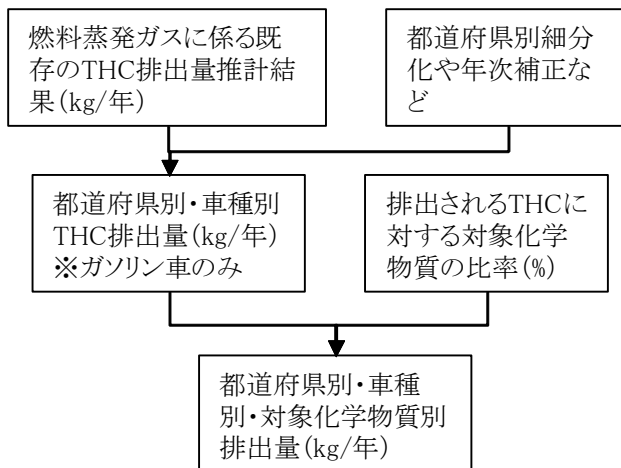 燃料蒸発ガスに係る既
存のTHC排出量推計結
果(kg/年)
都道府県別細分
化や年次補正な
ど
都道府県別・車種別
THC排出量(kg/年)
※ガソリン車のみ
排出されるTHCに
対する対象化学
物質の比率(%)
都道府県別・車種
別・対象化学物質別
排出量(kg/年)